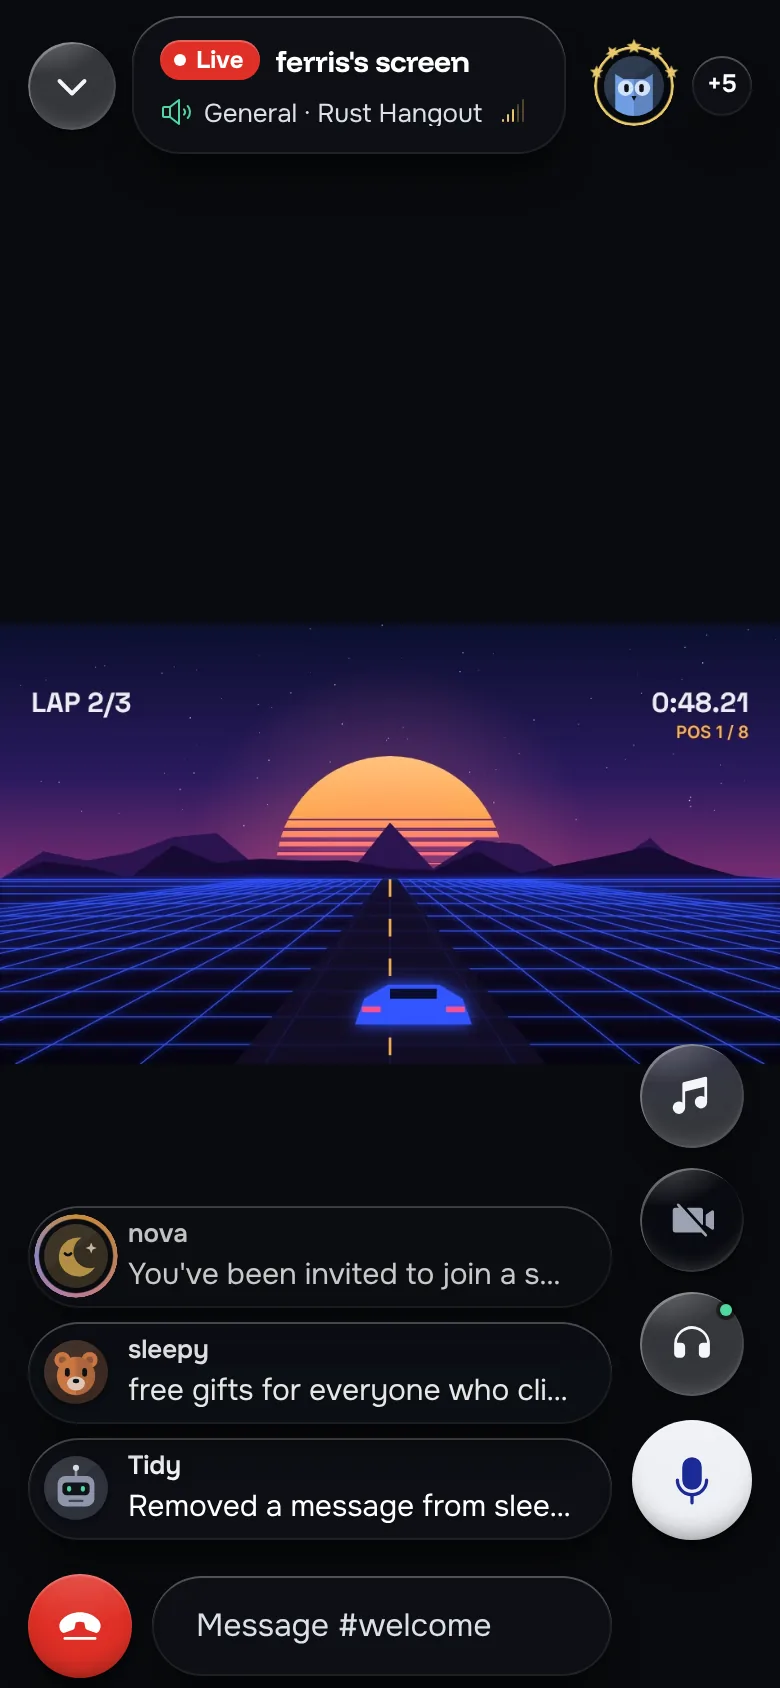 Live ferris's screen
General · Rust Hangout
+5
LAP 2/3
0:48.21
POS 1 / 8
nova
You've been invited to join a s...
sleepy
free gifts for everyone who cli...
Tidy
Removed a message from slee...
Message #welcome